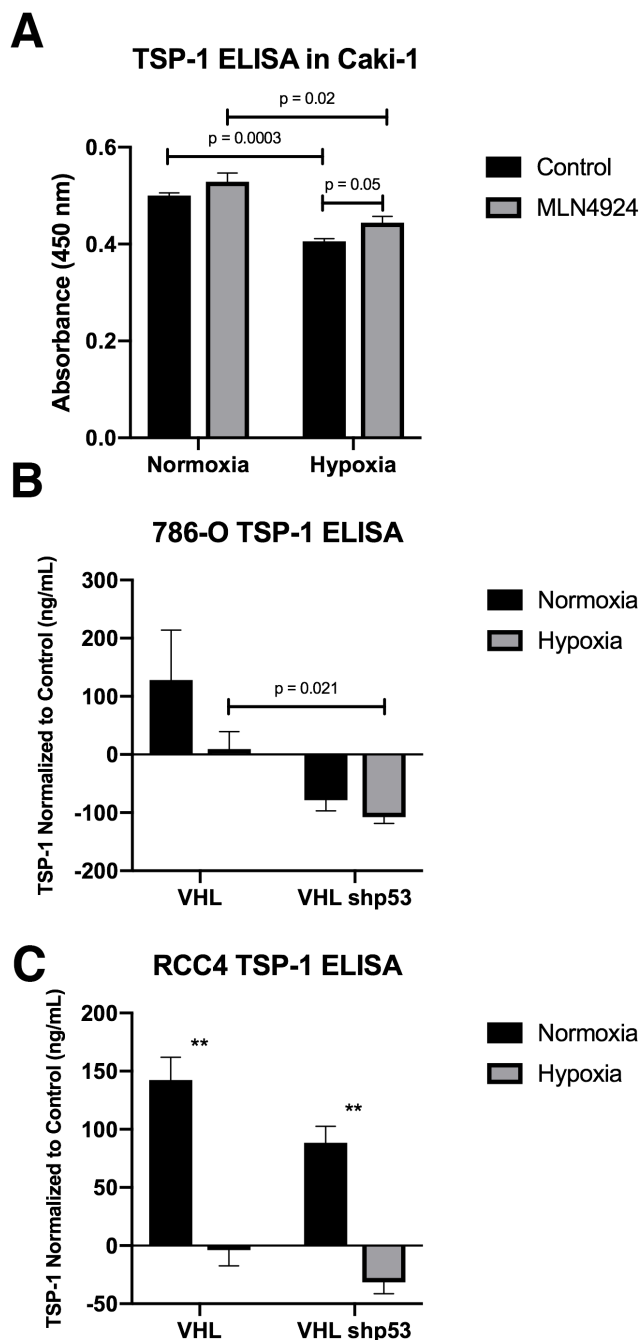 A
TSP-1 ELISA in Caki-1
p = 0.02
p = 0.0003
p = 0.05
Control
MLN4924
Absorbance (450 nm)
0.6
0.4
0.2
0.0
Normoxia Hypoxia
B
786-O TSP-1 ELISA
TSP-1 Normalized to Control (ng/mL)
300
200
100
0
-100
-200
p = 0.021
Normoxia
Hypoxia
VHL VHL shp53
C
RCC4 TSP-1 ELISA
TSP-1 Normalized to Control (ng/mL)
200
150
100
50
0
-50
**
**
Normoxia
Hypoxia
VHL VHL shp53